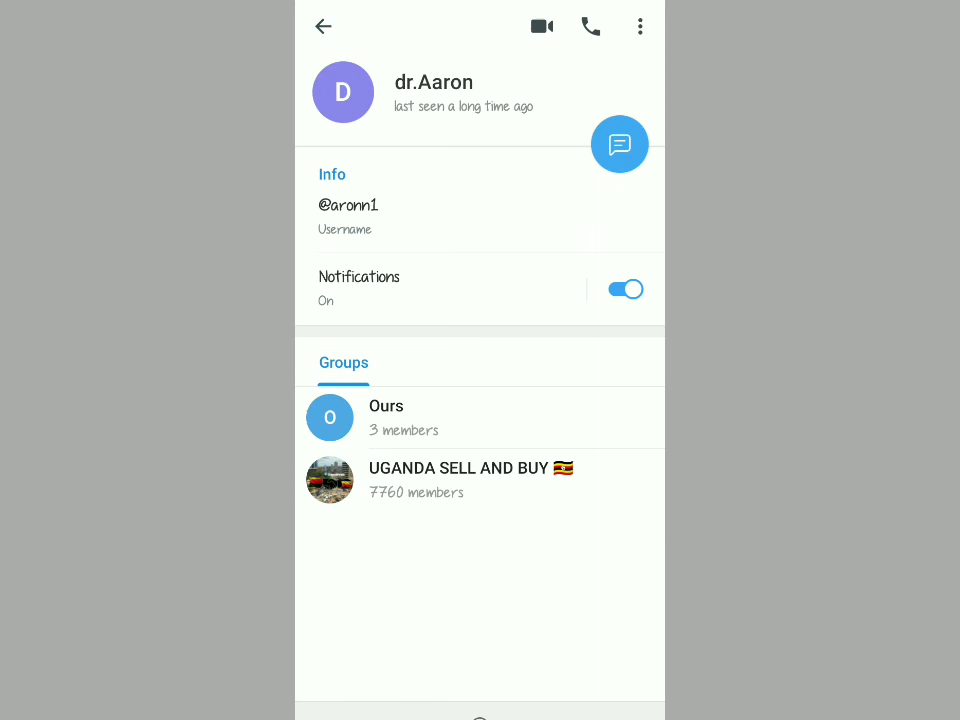 D
dr.Aaron
last seen a long time ago
Info
@aronn1
Username
Notifications
On
Groups
O
Ours
3 members
UGANDA SELL AND BUY 🇺🇬
7760 members